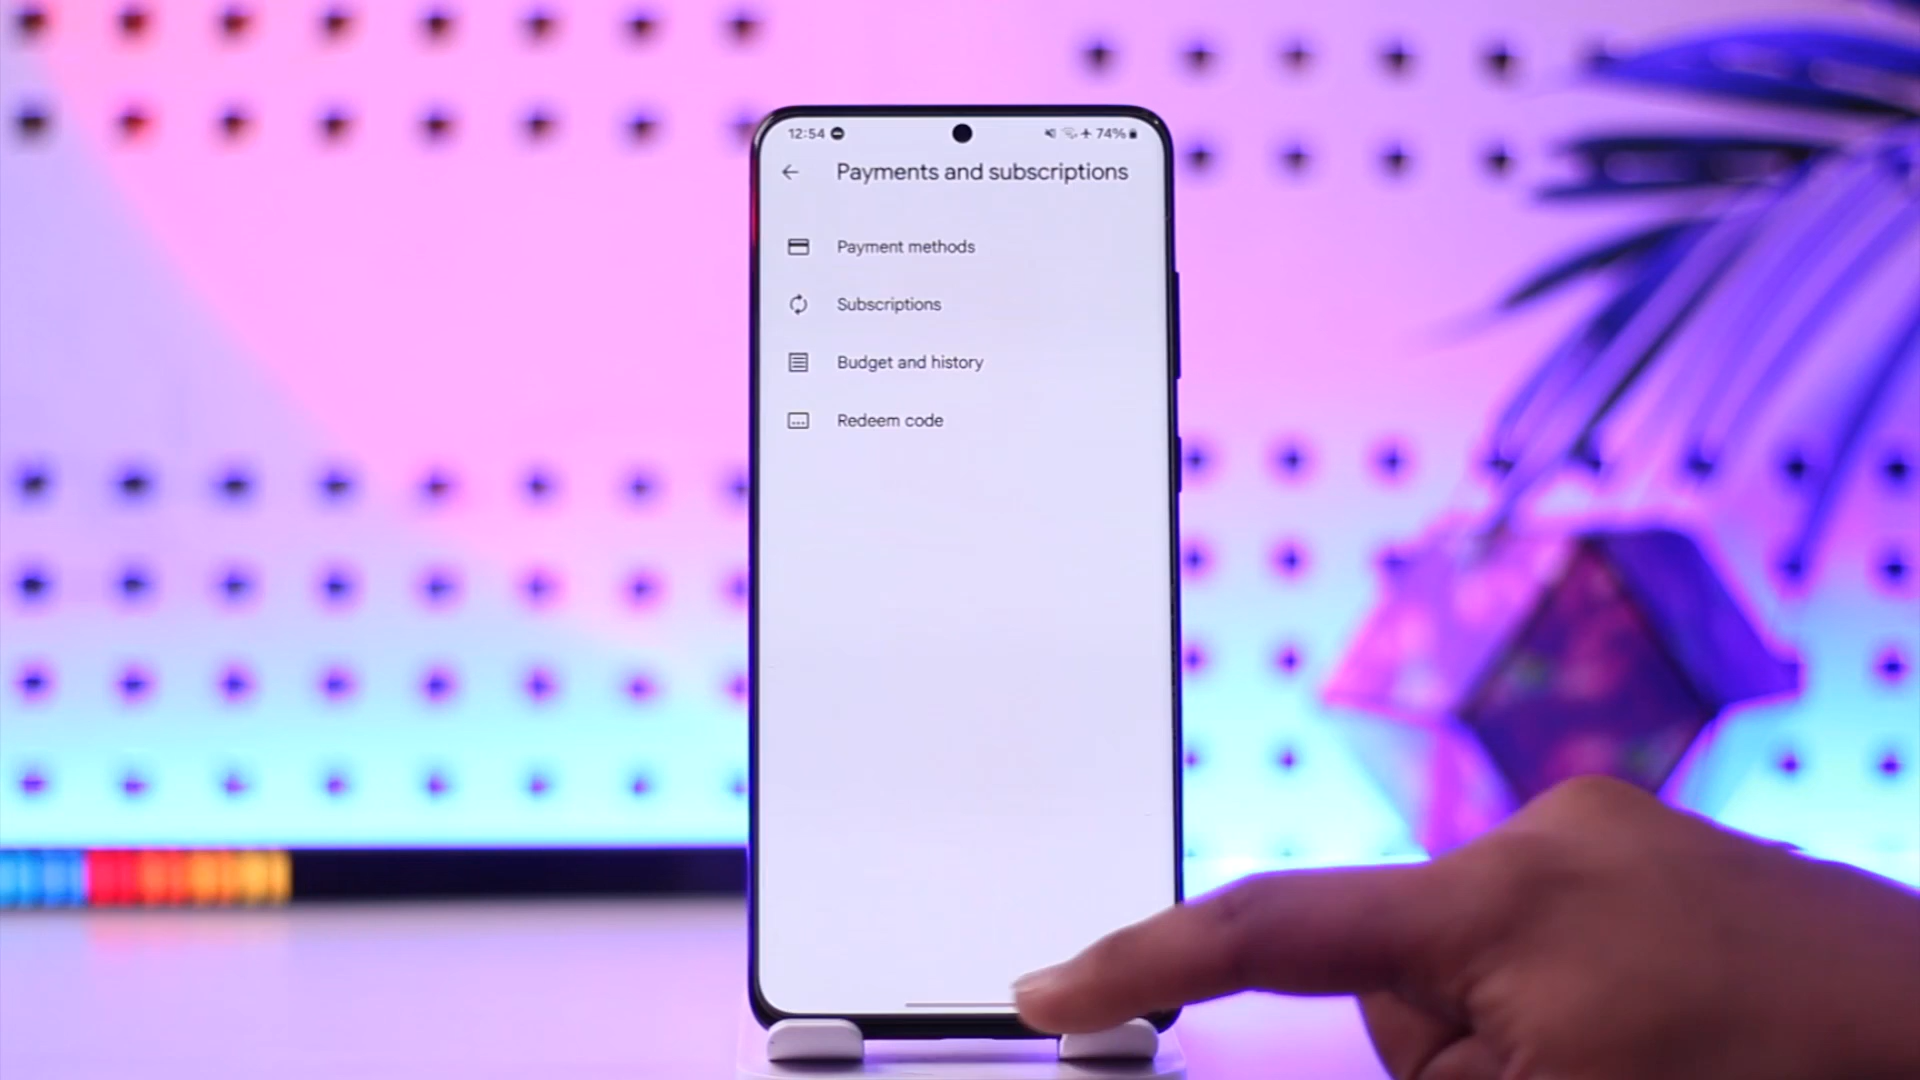 12:54
74%
Payments and subscriptions
Payment methods
Subscriptions
Budget and history
Redeem code